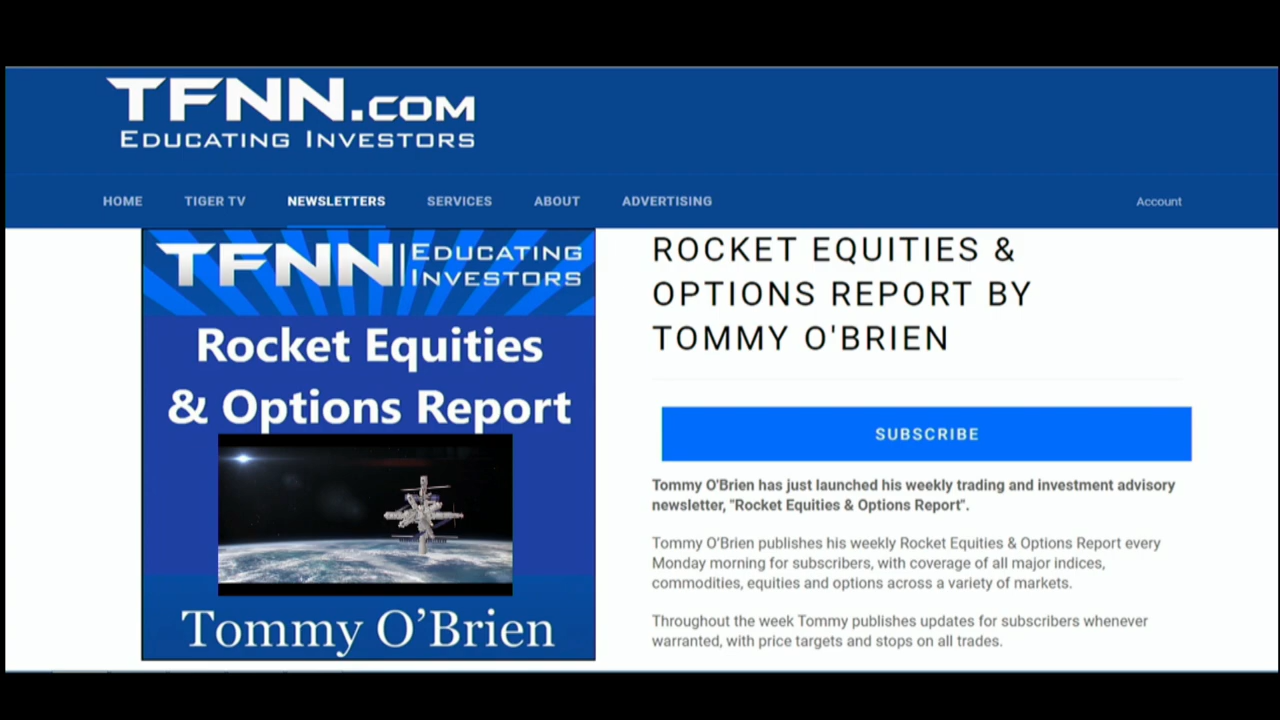 TFNN.COM
EDUCATING INVESTORS
HOME TIGER TV NEWSLETTERS SERVICES ABOUT ADVERTISING Account
TFNN EDUCATING
INVESTORS
Rocket Equities
& Options Report
Tommy O’Brien
ROCKET EQUITIES &
OPTIONS REPORT BY
TOMMY O'BRIEN
SUBSCRIBE
Tommy O'Brien has just launched his weekly trading and investment advisory
newsletter, "Rocket Equities & Options Report".
Tommy O’Brien publishes his weekly Rocket Equities & Options Report every
Monday morning for subscribers, with coverage of all major indices,
commodities, equities and options across a variety of markets.
Throughout the week Tommy publishes updates for subscribers whenever
warranted, with price targets and stops on all trades.